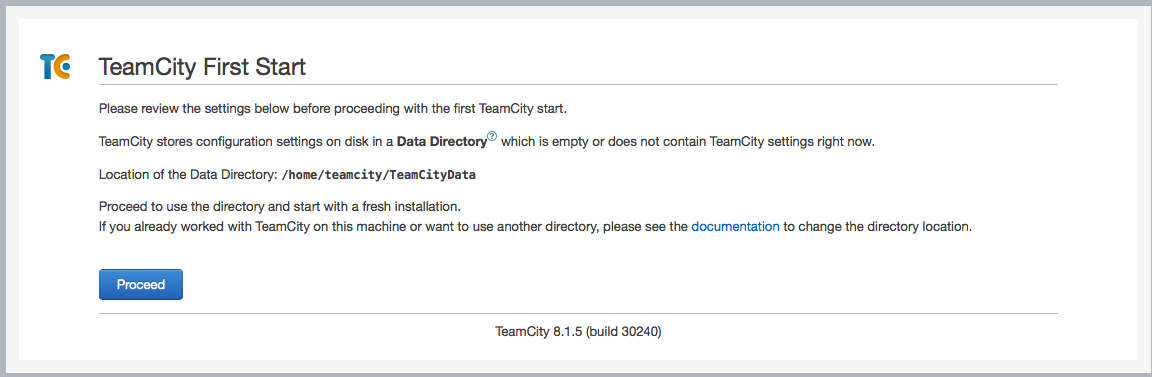 TC
TeamCity First Start
Please review the settings below before proceeding with the first TeamCity start.
TeamCity stores configuration settings on disk in a Data Directory? which is empty or does not contain TeamCity settings right now.
Location of the Data Directory: /home/teamcity/TeamCityData
Proceed to use the directory and start with a fresh installation.
If you already worked with TeamCity on this machine or want to use another directory, please see the documentation to change the directory location.
Proceed
TeamCity 8.1.5 (build 30240)